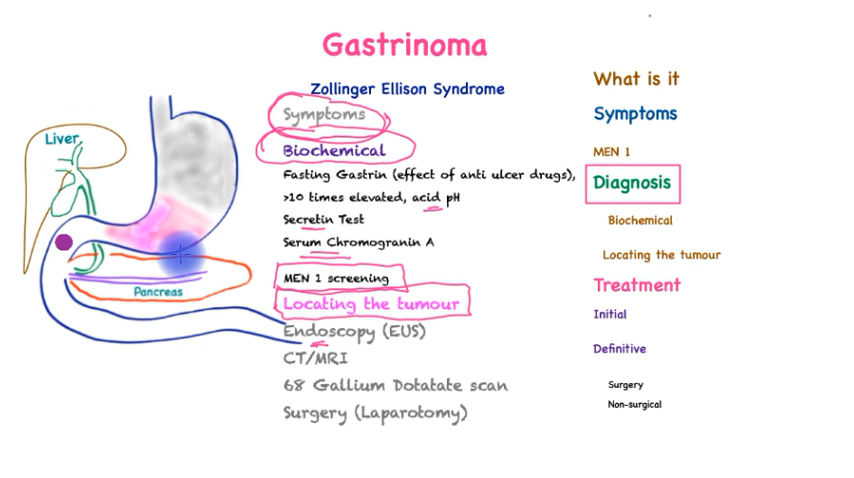 Gastrinoma
Zollinger Ellison Syndrome
Symptoms
Biochemical
Fasting Gastrin (effect of anti ulcer drugs),
>10 times elevated, acid pH
Secretin Test
Serum Chromogranin A
MEN 1 screening
Locating the tumour
Endoscopy (EUS)
CT/MRI
68 Gallium Dotatate scan
Surgery (Laparotomy)
Liver
Pancreas
What is it
Symptoms
MEN 1
Diagnosis
Biochemical
Locating the tumour
Treatment
Initial
Definitive
Surgery
Non-surgical